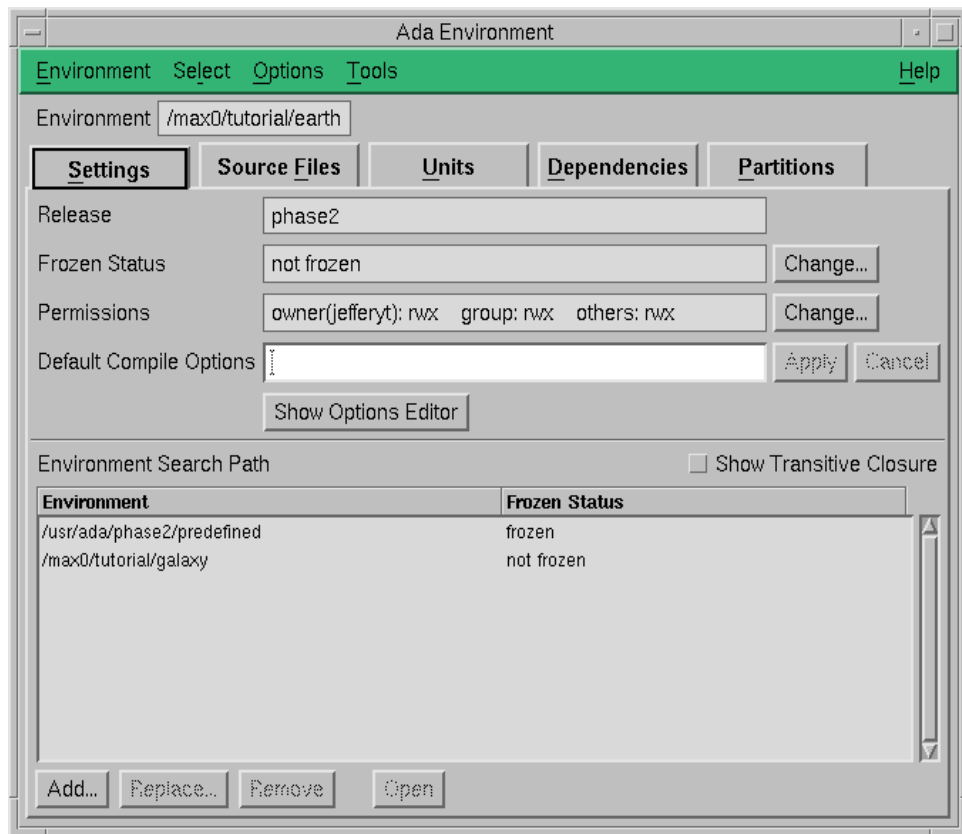 Ada Environment
Environment Select Options Tools Help
Environment /max0/tutorial/earth
Settings Source Files Units Dependencies Partitions
Release phase2
Frozen Status not frozen Change...
Permissions owner(jefferyt): rwx group: rwx others: rwx Change...
Default Compile Options Apply Cancel
Show Options Editor
Environment Search Path Show Transitive Closure
Environment Frozen Status
/usr/ada/phase2/predefined frozen
/max0/tutorial/galaxy not frozen
Add... Replace... Remove Open